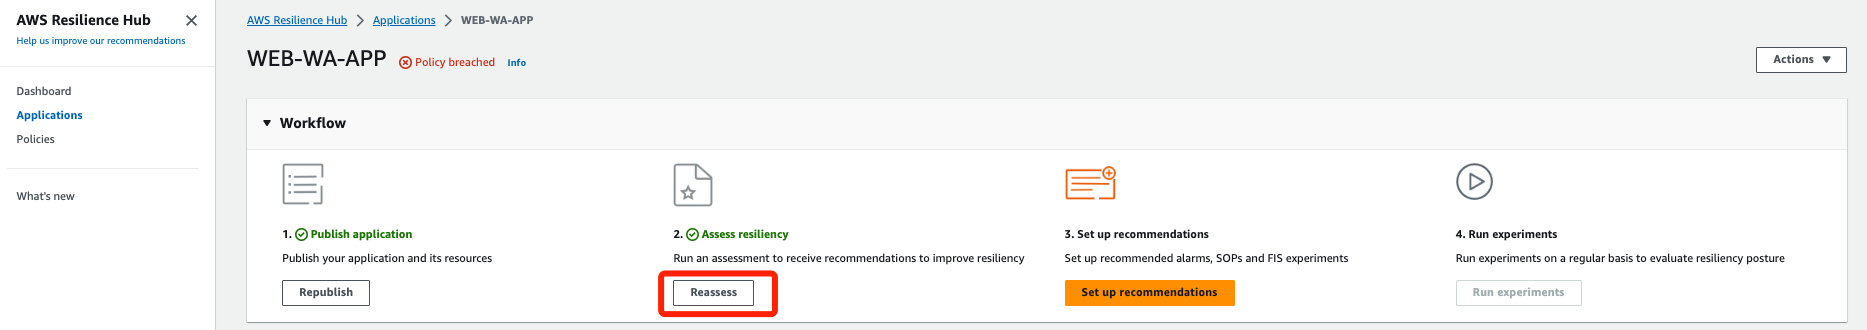 AWS Resilience Hub
Help us improve our recommendations
Dashboard
Applications
Policies
What's new
AWS Resilience Hub > Applications > WEB-WA-APP
WEB-WA-APP Policy breached Info
Actions
Workflow
1. Publish application
Publish your application and its resources
Republish
2. Assess resiliency
Run an assessment to receive recommendations to improve resiliency
Reassess
3. Set up recommendations
Set up recommended alarms, SOPs and FIS experiments
Set up recommendations
4. Run experiments
Run experiments on a regular basis to evaluate resiliency posture
Run experiments